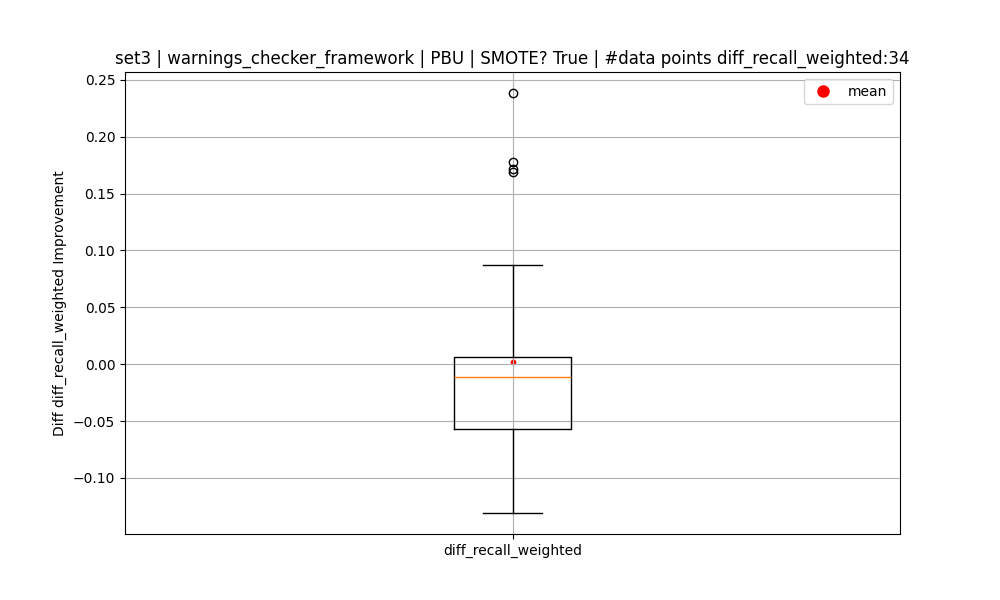 set3 | warnings_checker_framework | PBU | SMOTE? True | #data points diff_recall_weighted:34
mean
Diff diff_recall_weighted Improvement
0.25
0.20
0.15
0.10
0.05
0.00
−0.05
−0.10
diff_recall_weighted